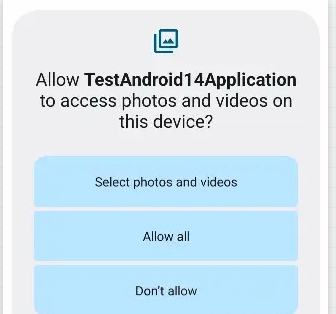 Allow TestAndroid14Application
to access photos and videos on
this device?
Select photos and videos
Allow all
Don't allow